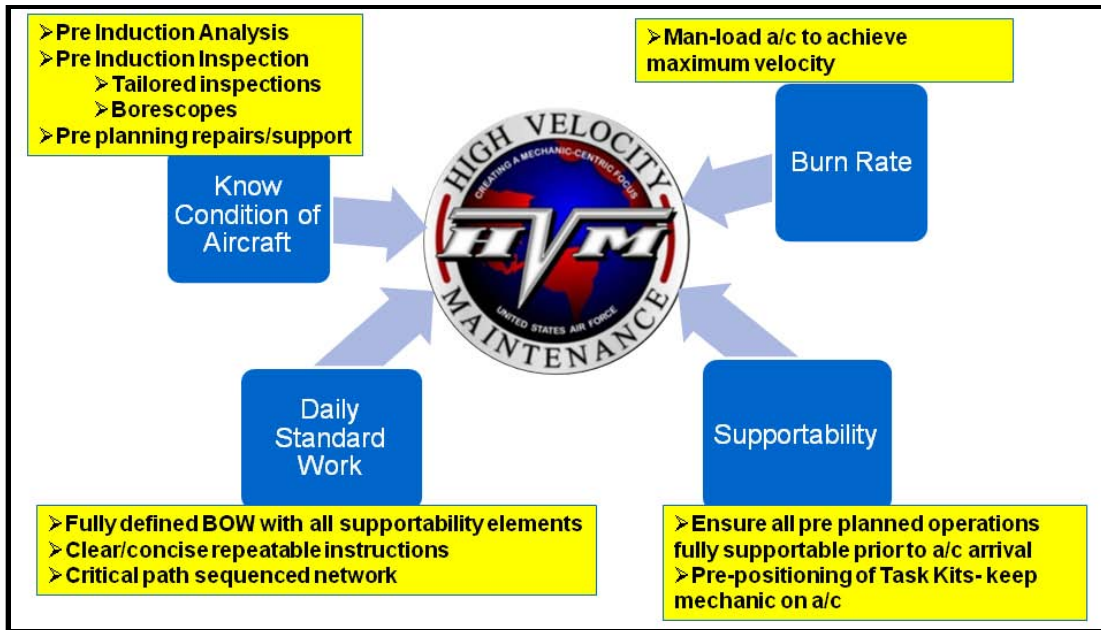 ➢Pre Induction Analysis
➢Pre Induction Inspection
➢Tailored inspections
➢Borescopes
➢Pre planning repairs/support
Know
Condition of
Aircraft
➢Man-load a/c to achieve
maximum velocity
Burn Rate
HIGH VELOCITY
CREATING A MECHANIC-CENTRIC FOCUS
HVM
UNITED STATES AIR FORCE
MAINTENANCE
Daily
Standard
Work
➢Fully defined BOW with all supportability elements
➢Clear/concise repeatable instructions
➢Critical path sequenced network
Supportability
➢Ensure all pre planned operations
fully supportable prior to a/c arrival
➢Pre-positioning of Task Kits- keep
mechanic on a/c